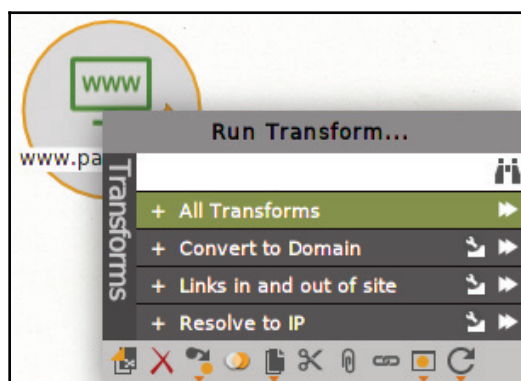 WWW
www.pa
Run Transform...
Transforms
+ All Transforms
+ Convert to Domain
+ Links in and out of site
+ Resolve to IP